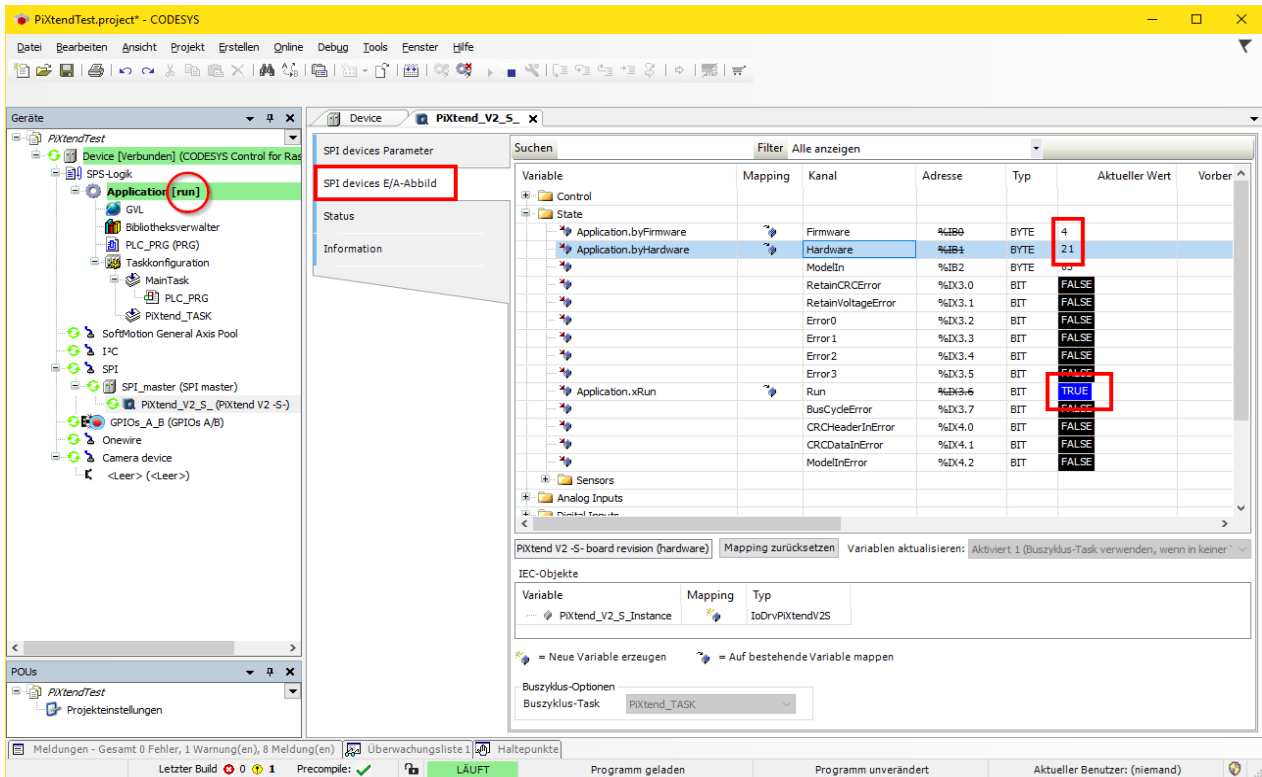 PiXtendTest.project* - CODESYS
Datei Bearbeiten Ansicht Projekt Erstellen Online Debug Tools Fenster Hilfe
Geräte
PiXtendTest
Device [Verbunden] (CODESYS Control for Ras
SPS-Logik
Application [run]
GVL
Bibliotheksverwalter
PLC_PRG (PRG)
Taskkonfiguration
MainTask
PLC_PRG
PiXtend_TASK
SoftMotion General Axis Pool
I²C
SPI
SPI_master (SPI master)
PiXtend_V2_S_ (PiXtend V2 -S-)
GPIOs_A_B (GPIOs A/B)
Onewire
Camera device
<Leer> (<Leer>)
POUs
PiXtendTest
Projekteinstellungen
Device PiXtend_V2_S_
SPI devices Parameter
SPI devices E/A-Abbild
Status
Information
Suchen Filter Alle anzeigen
Variable Mapping Kanal Adresse Typ Aktueller Wert Vorber
Control
State
Application.byFirmware Firmware %IB0 BYTE 4
Application.byHardware Hardware %IB1 BYTE 21
ModelIn %IB2 BYTE
RetainCRCError %IX3.0 BIT FALSE
RetainVoltageError %IX3.1 BIT FALSE
Error0 %IX3.2 BIT FALSE
Error1 %IX3.3 BIT FALSE
Error2 %IX3.4 BIT FALSE
Error3 %IX3.5 BIT FALSE
Application.xRun Run %IX3.6 BIT TRUE
BusCycleError %IX3.7 BIT FALSE
CRCHeaderInError %IX4.0 BIT FALSE
CRCDataInError %IX4.1 BIT FALSE
ModelInError %IX4.2 BIT FALSE
Sensors
Analog Inputs
Digital Inputs
PiXtend V2 -S- board revision (hardware) Mapping zurücksetzen Variablen aktualisieren: Aktiviert 1 (Buszyklus-Task verwenden, wenn in keiner
IEC-Objekte
Variable Mapping Typ
PiXtend_V2_S_Instance IoDrvPiXtendV2S
= Neue Variable erzeugen = Auf bestehende Variable mappen
Buszyklus-Optionen
Buszyklus-Task PiXtend_TASK
Meldungen - Gesamt 0 Fehler, 1 Warnung(en), 8 Meldung(en) Überwachungsliste 1 Haltepunkte
Letzter Build 0 1 Precompile: LÄUFT Programm geladen Programm unverändert Aktueller Benutzer: (niemand)